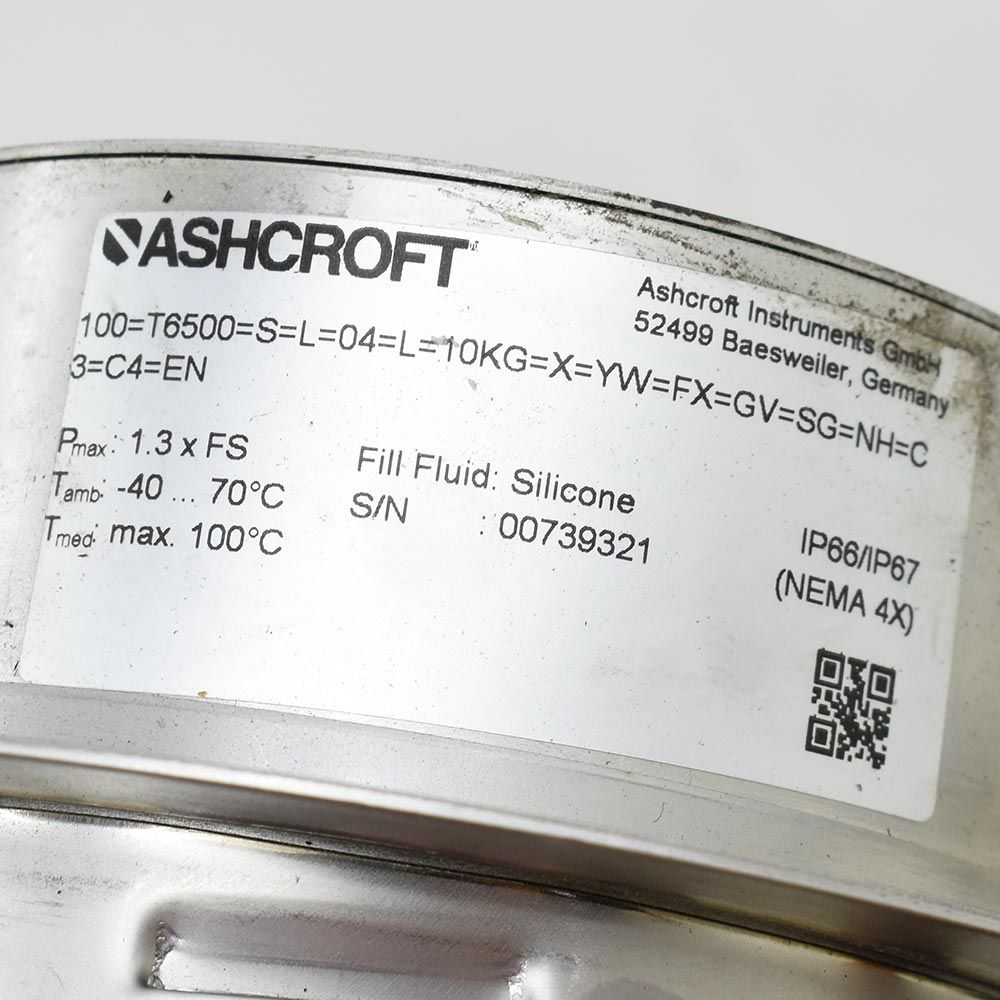 ASHCROFT™
Ashcroft Instruments GmbH
52499 Baesweiler, Germany
100=T6500=S=L=04=L=10KG=X=YW=FX=GV=SG=NH=C
3=C4=EN
Pmax: 1.3 x FS
Tamb: -40 ... 70°C
Tmed: max. 100°C
Fill Fluid: Silicone
S/N : 00739321
IP66/IP67
(NEMA 4X)